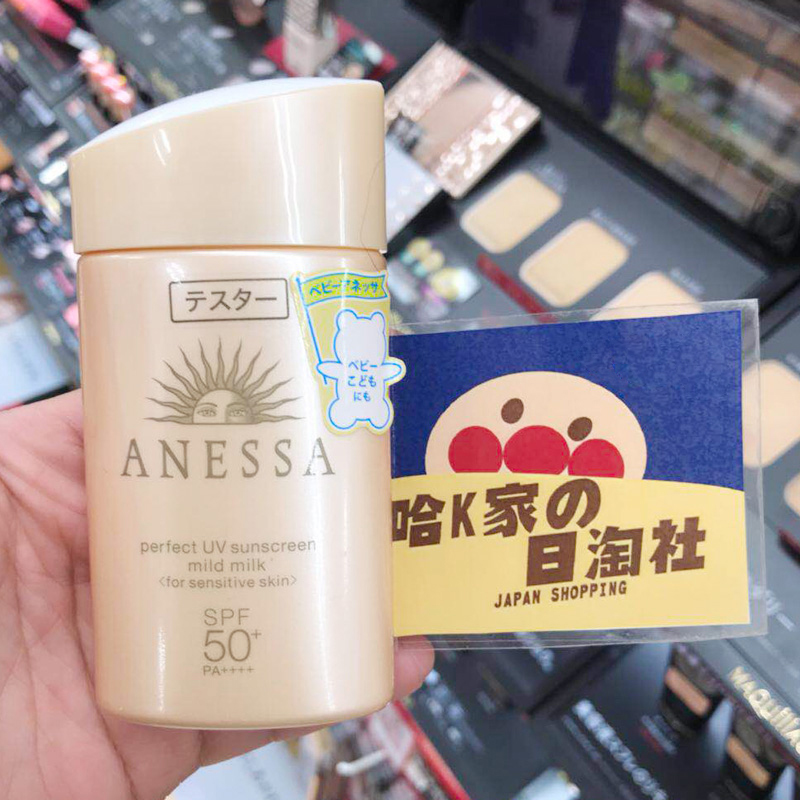 テスター
ベビーアネッサ
ベビー
こども
にも
ANESSA
perfect UV sunscreen
mild milk
<for sensitive skin>
SPF
50+
PA++++
哈K家の
日淘社
JAPAN SHOPPING